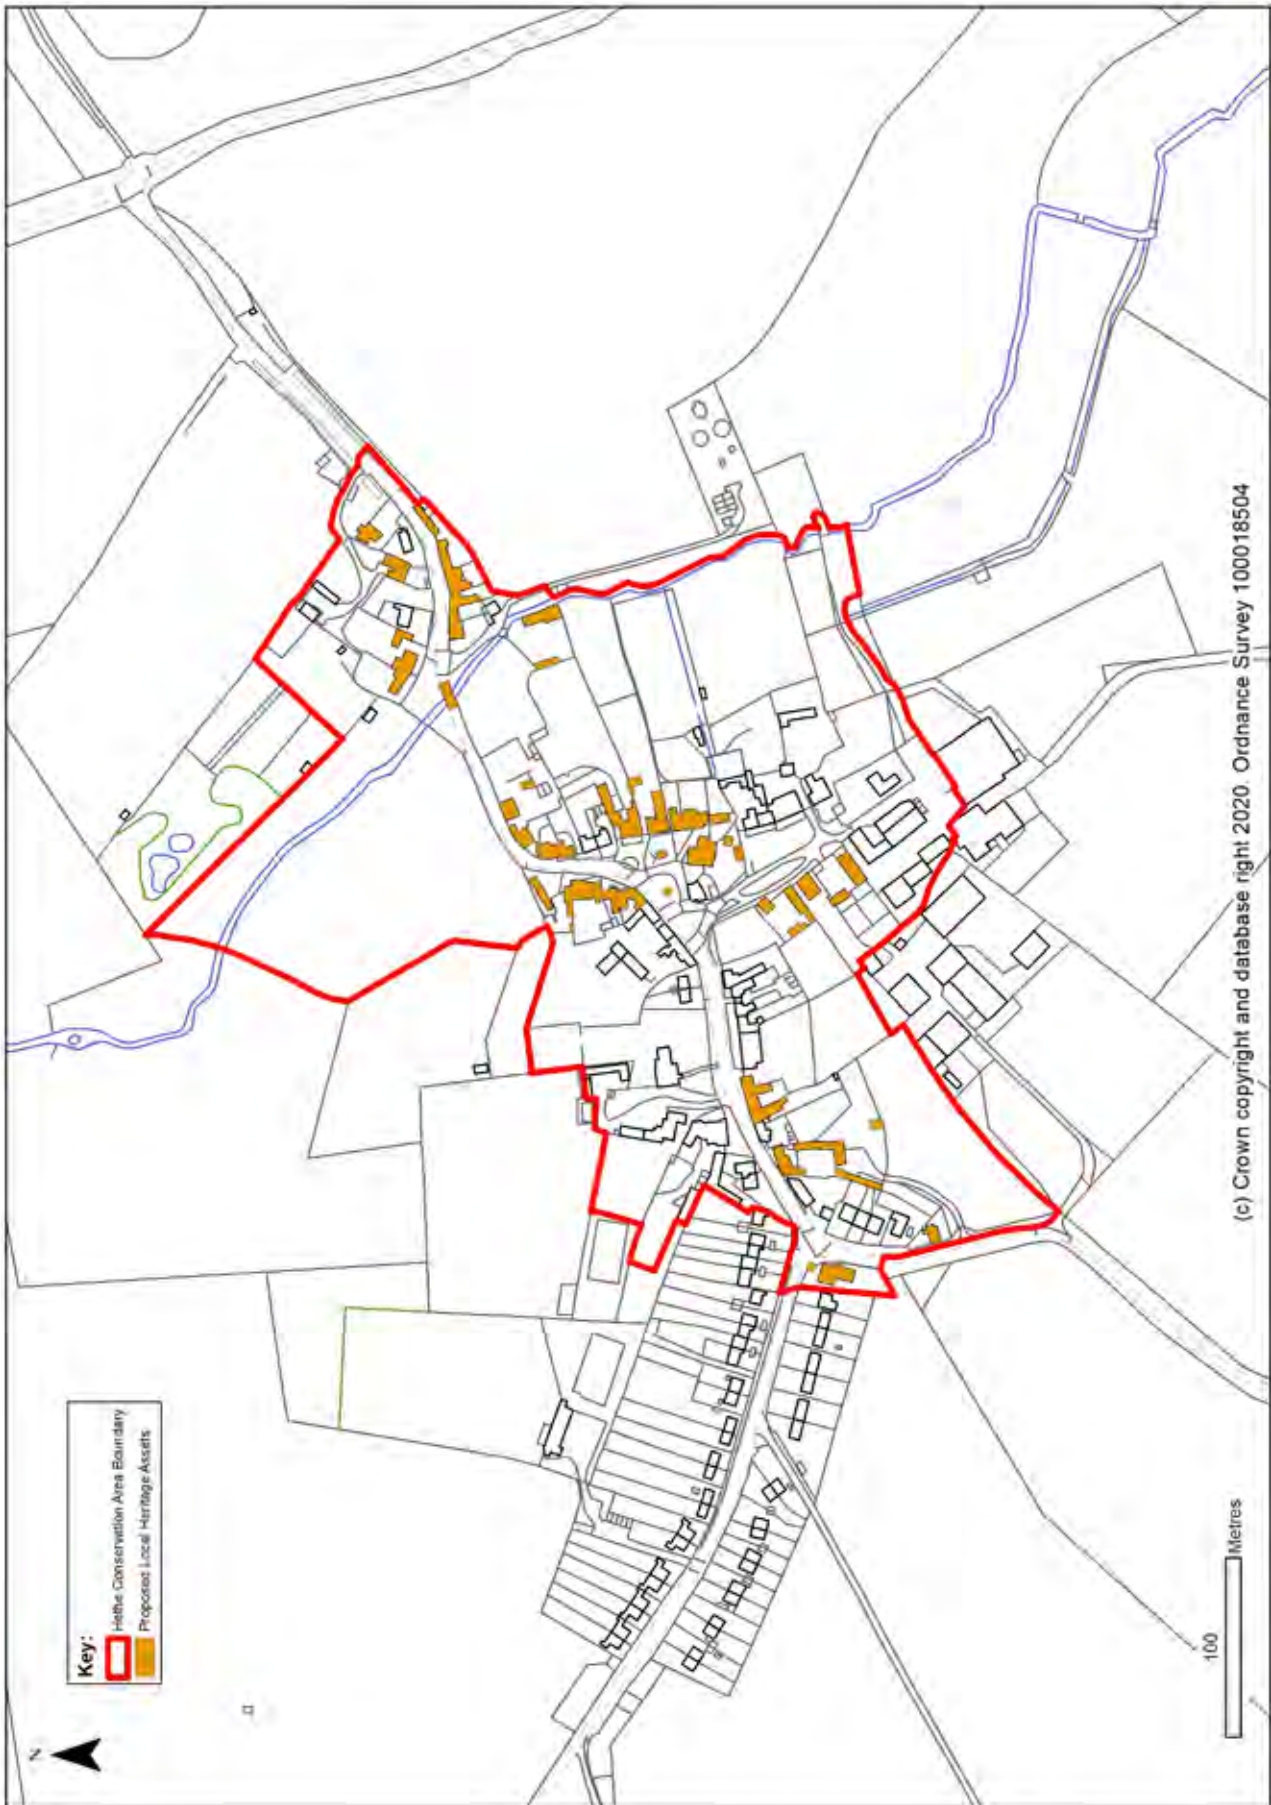 N
Key:
Hethe Conservation Area Boundary
Proposed Local Heritage Assets
100
Metres
(c) Crown copyright and database right 2020. Ordnance Survey 100018504